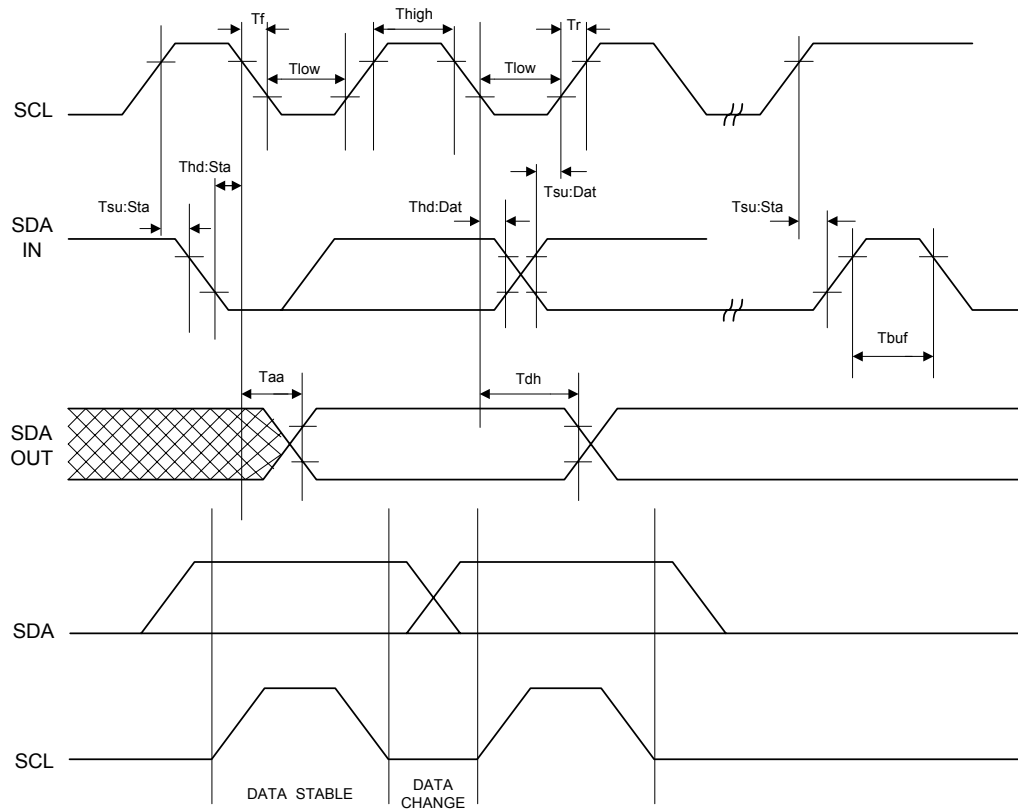 Tf
Thigh
Tr
Tlow
Tlow
SCL
Thd:Sta
Tsu:Dat
Tsu:Sta
Thd:Dat
Tsu:Sta
SDA
IN
Tbuf
Taa
Tdh
SDA
OUT
SDA
SCL
DATA STABLE
DATA
CHANGE